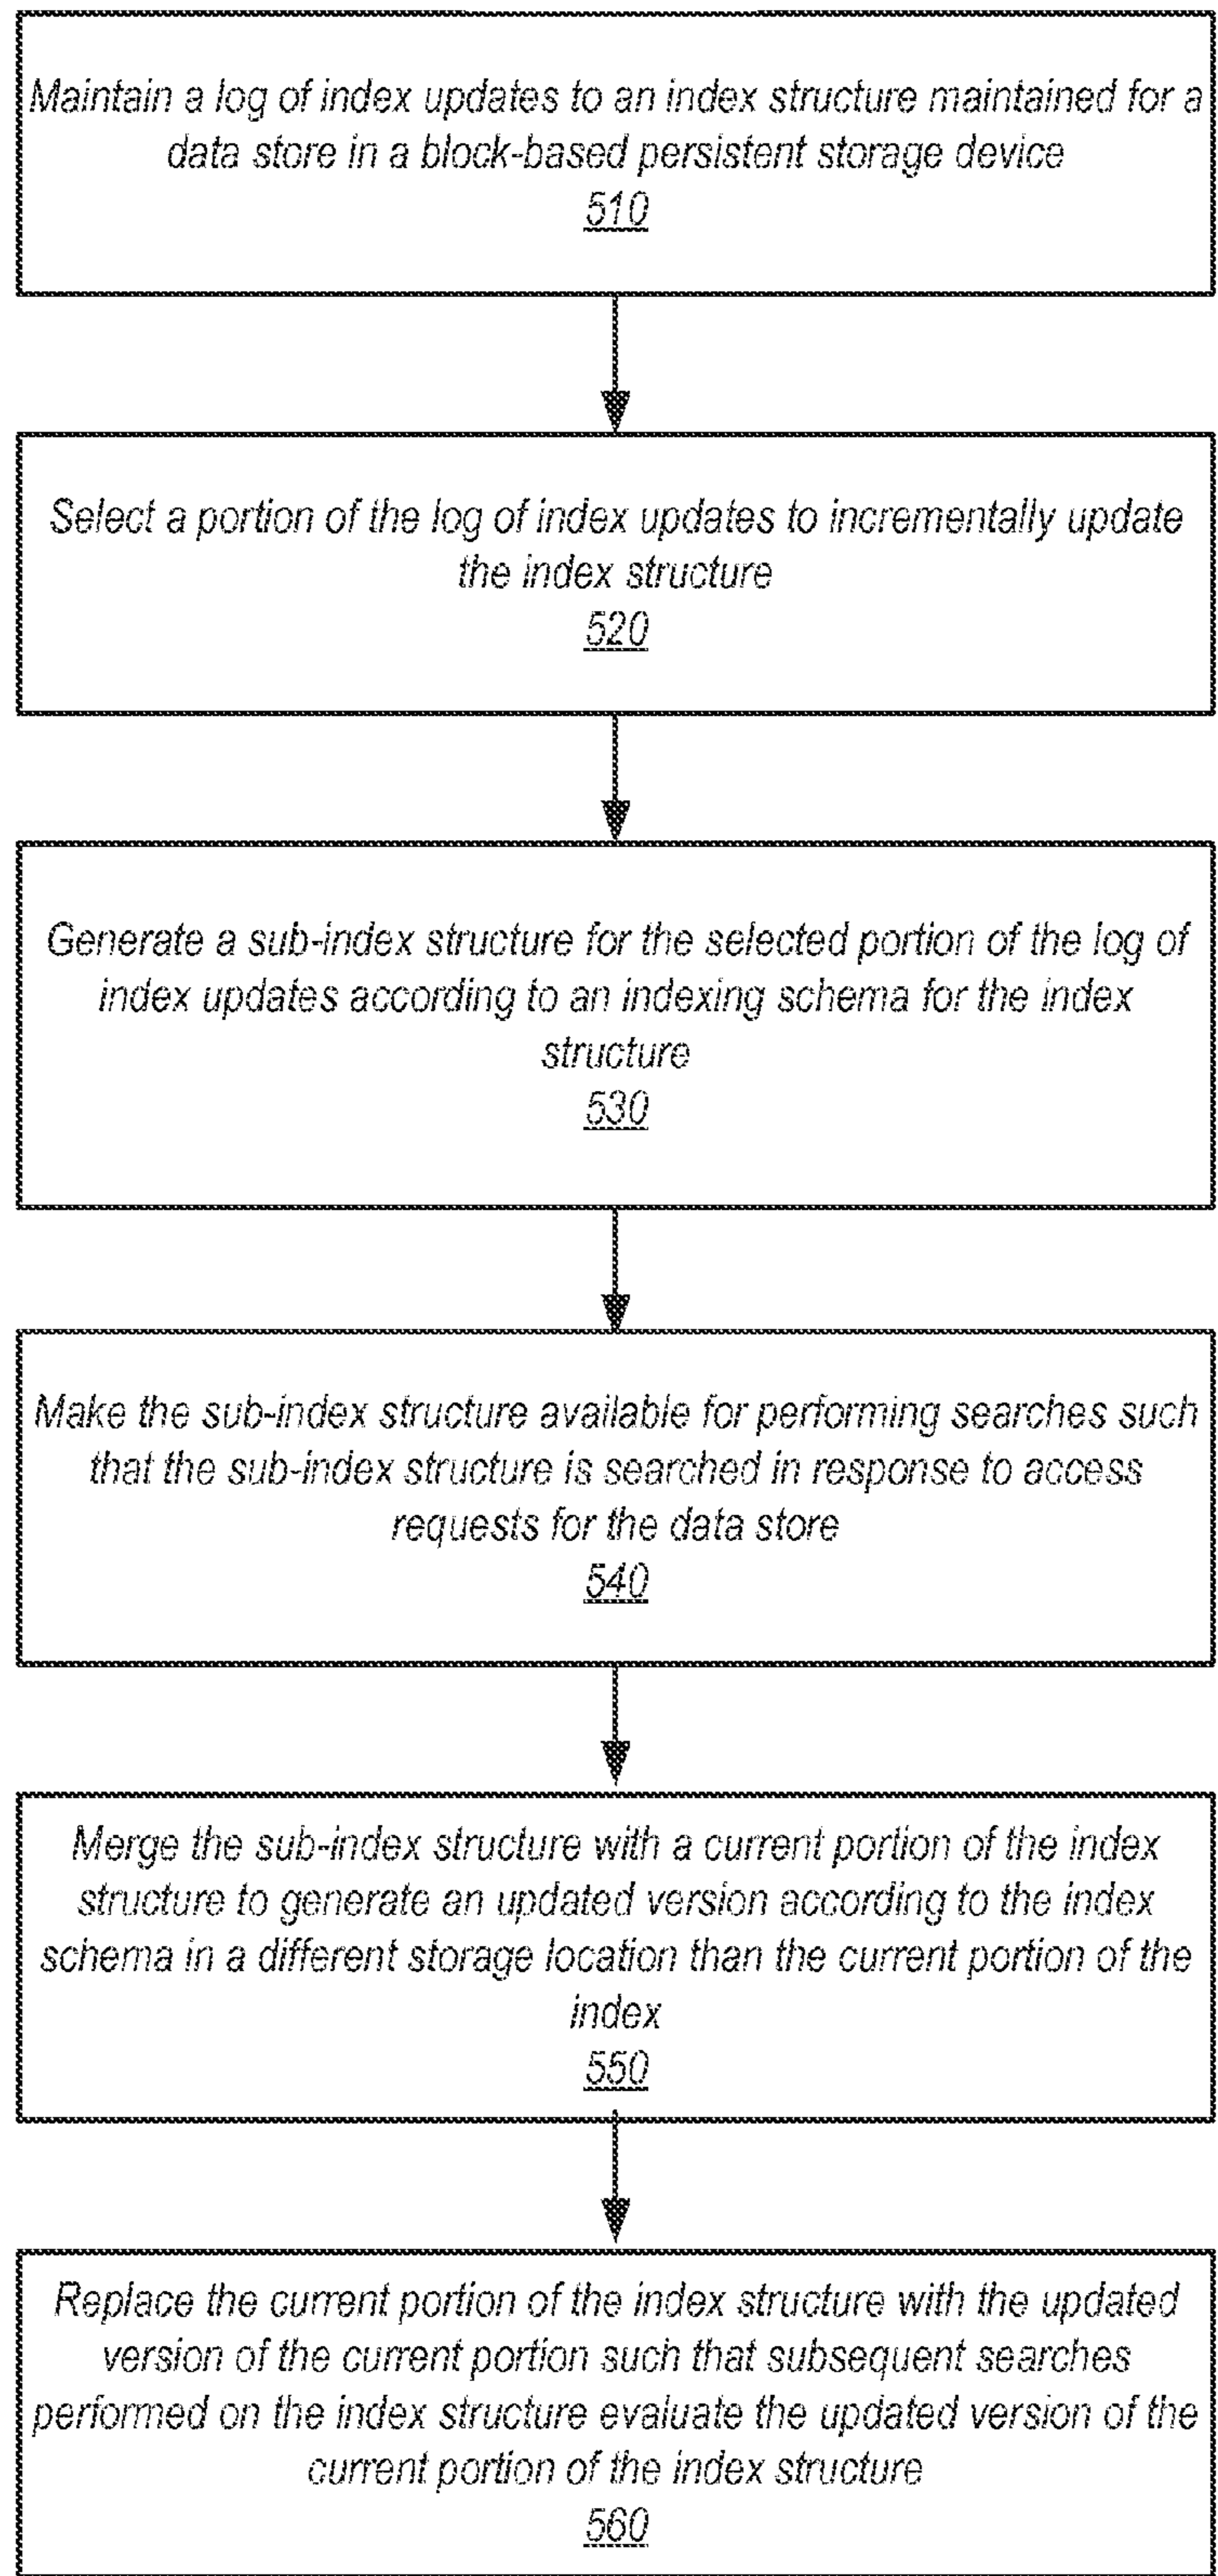 Maintain a log of index updates to an index structure maintained for a
data store in a block-based persistent storage device
510
Select a portion of the log of index updates to incrementally update
the index structure
520
Generate a sub-index structure for the selected portion of the log of
index updates according to an indexing schema for the index
structure
530
Make the sub-index structure available for performing searches such
that the sub-index structure is searched in response to access
requests for the data store
540
Merge the sub-index structure with a current portion of the index
structure to generate an updated version according to the index
schema in a different storage location than the current portion of the
index
550
Replace the current portion of the index structure with the updated
version of the current portion such that subsequent searches
performed on the index structure evaluate the updated version of the
current portion of the index structure
560